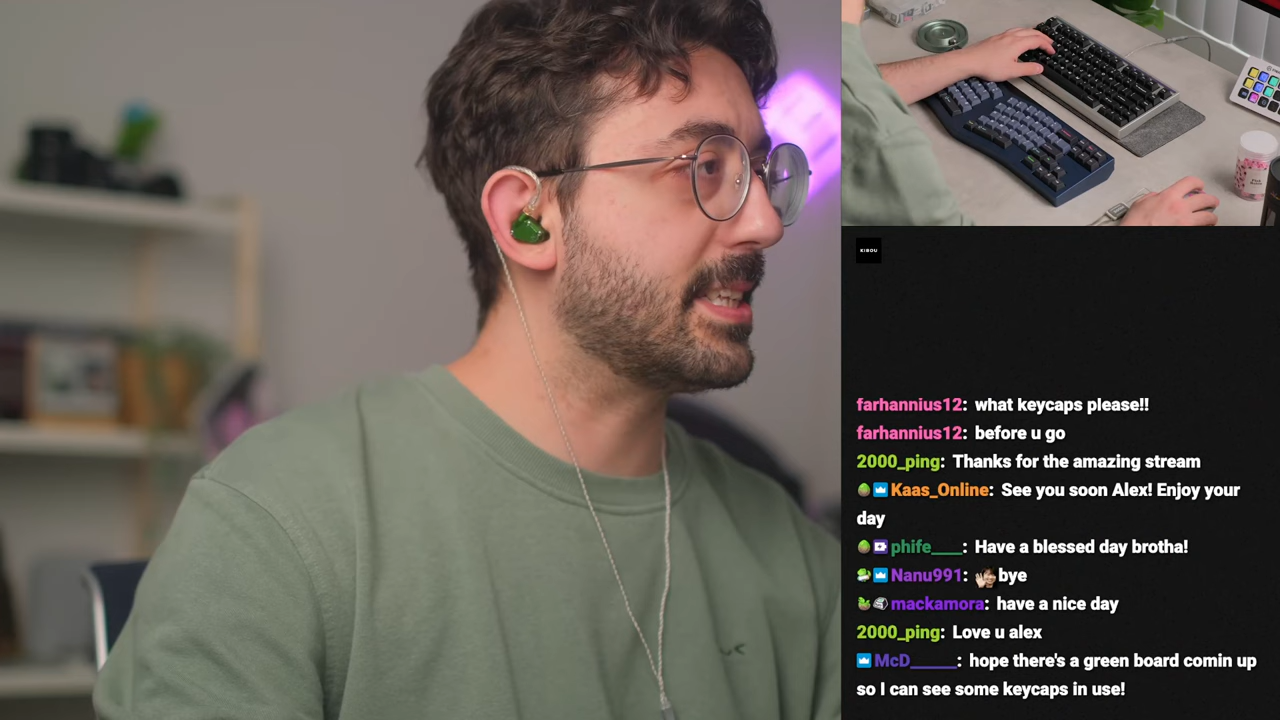 KIBOU
farhannius12: what keycaps please!!
farhannius12: before u go
2000_ping: Thanks for the amazing stream
Kaas_Online: See you soon Alex! Enjoy your
day
phife____: Have a blessed day brotha!
Nanu991: bye
mackamora: have a nice day
2000_ping: Love u alex
McD_____: hope there's a green board comin up
so I can see some keycaps in use!